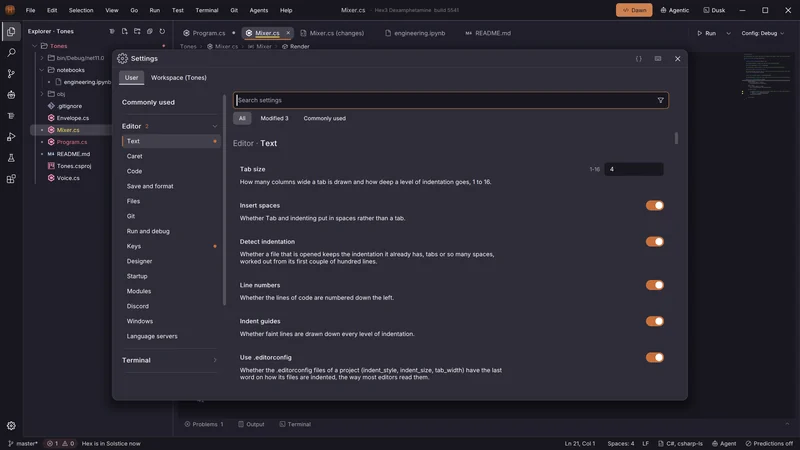 File Edit Selection View Go Run Test Terminal Git Agents Help
Mixer.cs · Hex3 Desamphetamine build 0541
Dawn Agentic Dusk
Explorer · Tones
Program.cs Mixer.cs Mixer.cs (changes) engineering.ipynb README.md
Run Config: Debug
Tones Mixer.cs Mixer Render
Tones
bin/Debug/net11.0
notebooks
engineering.ipynb
obj
.gitignore
Envelope.cs
Mixer.cs
Program.cs
README.md
Tones.csproj
Voice.cs
Settings
User Workspace (Tones)
Commonly used
Editor 3
Text
Caret
Code
Save and format
Files
Git
Run and debug
Keys
Designer
Startup
Modules
Discord
Windows
Language servers
Terminal
Search settings
All Modified 3 Commonly used
Editor · Text
Tab size
1-16 4
How many columns wide a tab is drawn and how deep a level of indentation goes, 1 to 16.
Insert spaces
Whether Tab and indenting put in spaces rather than a tab.
Detect indentation
Whether a file that is opened keeps the indentation it already has, tabs or so many spaces,
worked out from its first couple of hundred lines.
Line numbers
Whether the lines of code are numbered down the left.
Indent guides
Whether faint lines are drawn down every level of indentation.
Use .editorconfig
Whether the .editorconfig files of a project (indent_style, indent_size, tab_width) have the last
word on how its files are indented, the way most editors read them.
Problems 1 Output Terminal
master* 1 0 Hex is in Solstice now
Ln 21, Col 1 Spaces: 4 LF C#, csharp-ls Agent Predictions off